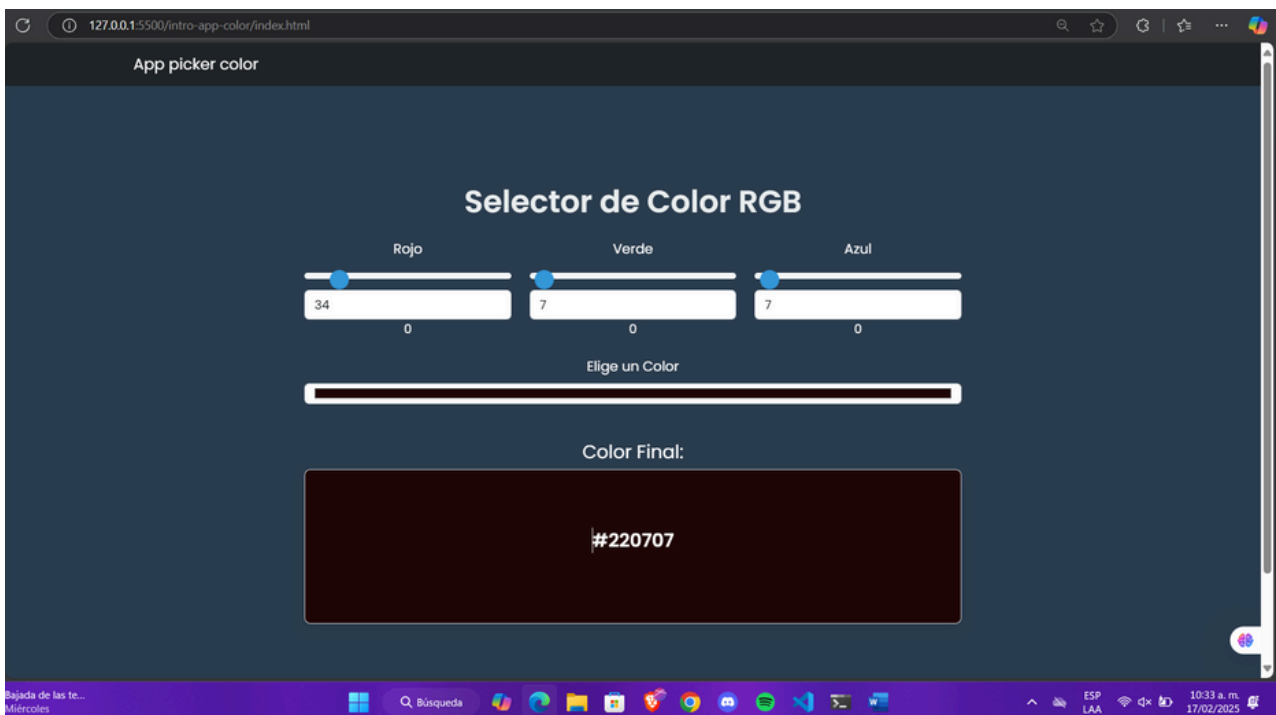 127.0.0.1:5500/intro-app-color/index.html
App picker color
Selector de Color RGB
Rojo Verde Azul
34 7 7
0 0 0
Elige un Color
Color Final:
#220707
Bajada de las te...
Miércoles
Búsqueda
ESP
LAA
10:33 a. m.
17/02/2025